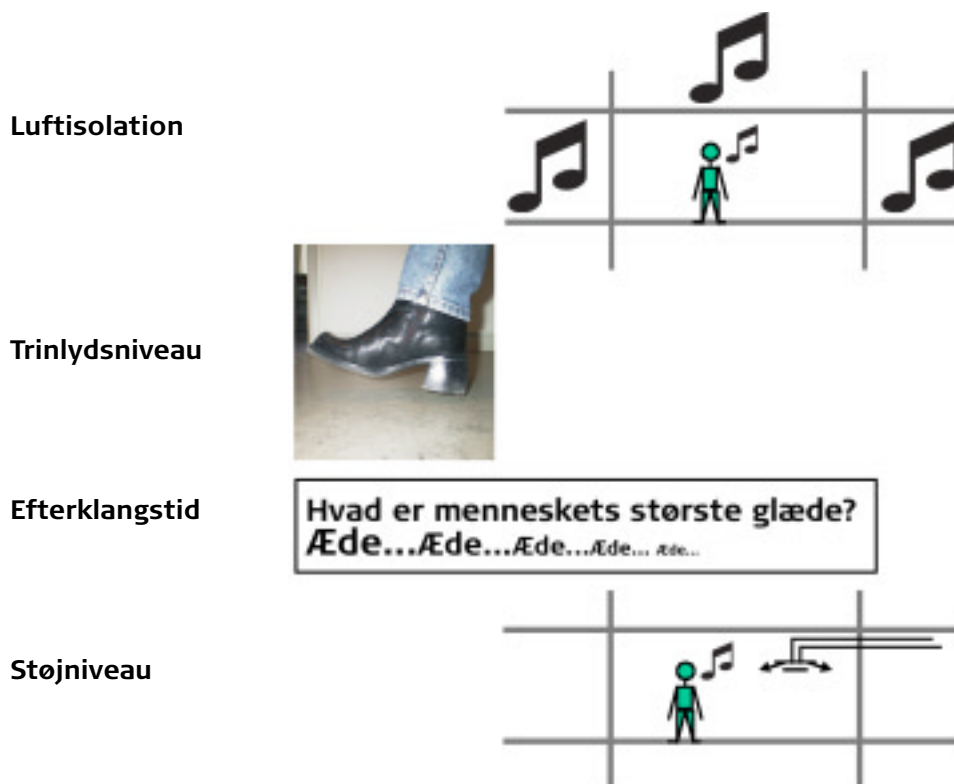 Luftisolation
Trinlydsniveau
Efterklangstid
Hvad er menneskets største glæde?
Æde...Æde...Æde...Æde... Æde...
Støjniveau